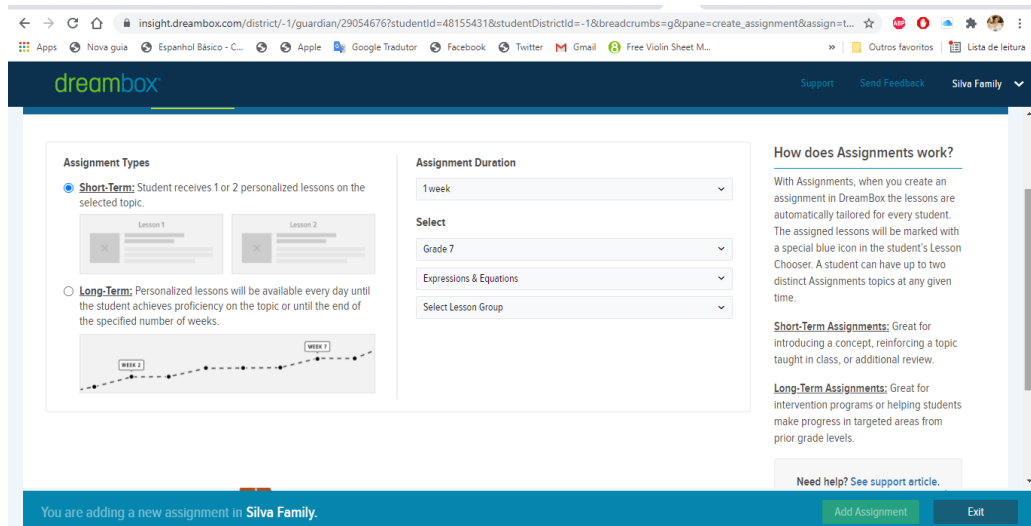 insight.dreambox.com/district/-1/guardian/29054676?studentId=48155431&studentDistrictId=-1&breadcrumbs=g&pane=create_assignment&assign=t...
ABP
Apps
Nova guia
Espanhol Básico - C...
Apple
Google Tradutor
Facebook
Twitter
Gmail
Free Violin Sheet M...
»
Outros favoritos
Lista de leitura
dreambox
Support
Send Feedback
Silva Family
Assignment Types
Short-Term: Student receives 1 or 2 personalized lessons on the
selected topic.
Lesson 1
Lesson 2
Long-Term: Personalized lessons will be available every day until
the student achieves proficiency on the topic or until the end of
the specified number of weeks.
WEEK 2
WEEK 7
Assignment Duration
1 week
Select
Grade 7
Expressions & Equations
Select Lesson Group
How does Assignments work?
With Assignments, when you create an
assignment in DreamBox the lessons are
automatically tailored for every student.
The assigned lessons will be marked with
a special blue icon in the student's Lesson
Chooser. A student can have up to two
distinct Assignments topics at any given
time.
Short-Term Assignments: Great for
introducing a concept, reinforcing a topic
taught in class, or additional review.
Long-Term Assignments: Great for
intervention programs or helping students
make progress in targeted areas from
prior grade levels.
Need help? See support article.
You are adding a new assignment in Silva Family.
Add Assignment
Exit